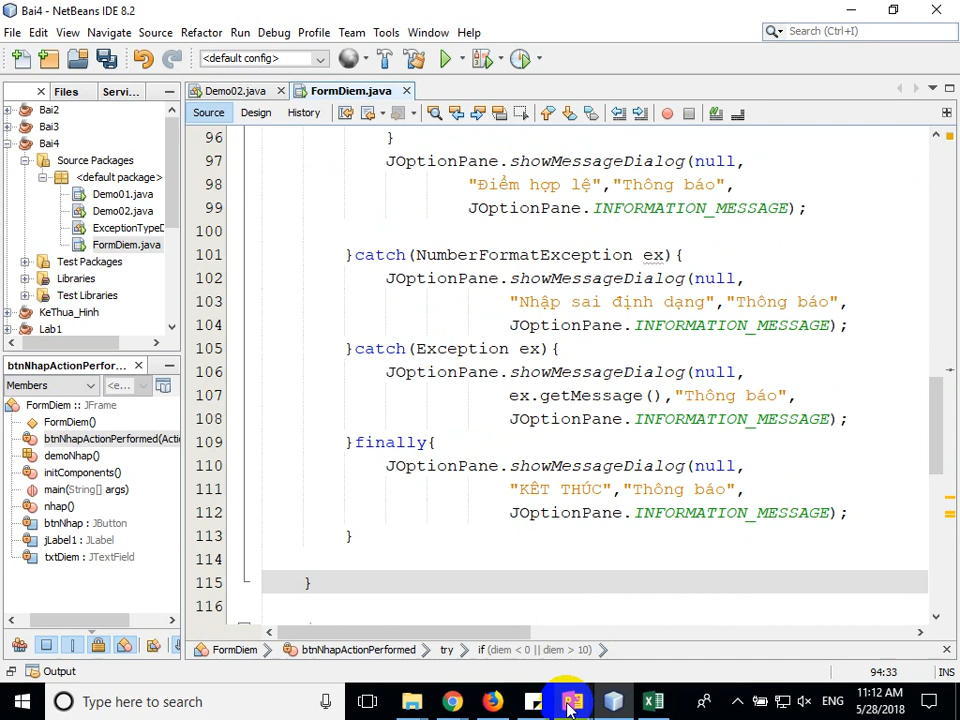 Bai4 - NetBeans IDE 8.2
File Edit View Navigate Source Refactor Run Debug Profile Team Tools Window Help
Search (Ctrl+I)
<default config>
Files Servi...
Demo02.java FormDiem.java
Source Design History
Bai2
Bai3
Bai4
Source Packages
<default package>
Demo01.java
Demo02.java
ExceptionTypeD
FormDiem.java
Test Packages
Libraries
Test Libraries
KeThua_Hinh
Lab1
btnNhapActionPerfor...
Members <e...
FormDiem :: JFrame
FormDiem()
btnNhapActionPerformed(Acti
demoNhap()
initComponents()
main(String[] args)
nhap()
btnNhap : JButton
jLabel1 : JLabel
txtDiem : JTextField
96 }
97 JOptionPane.showMessageDialog(null,
98 "Điểm hợp lệ","Thông báo",
99 JOptionPane.INFORMATION_MESSAGE);
100
101 }catch(NumberFormatException ex){
102 JOptionPane.showMessageDialog(null,
103 "Nhập sai định dạng","Thông báo",
104 JOptionPane.INFORMATION_MESSAGE);
105 }catch(Exception ex){
106 JOptionPane.showMessageDialog(null,
107 ex.getMessage(),"Thông báo",
108 JOptionPane.INFORMATION_MESSAGE);
109 }finally{
110 JOptionPane.showMessageDialog(null,
111 "KẾT THÚC","Thông báo",
112 JOptionPane.INFORMATION_MESSAGE);
113 }
114
115 }
116
FormDiem btnNhapActionPerformed try if (diem < 0 || diem > 10)
Output
94:33 INS
Type here to search
ENG
11:12 AM
5/28/2018